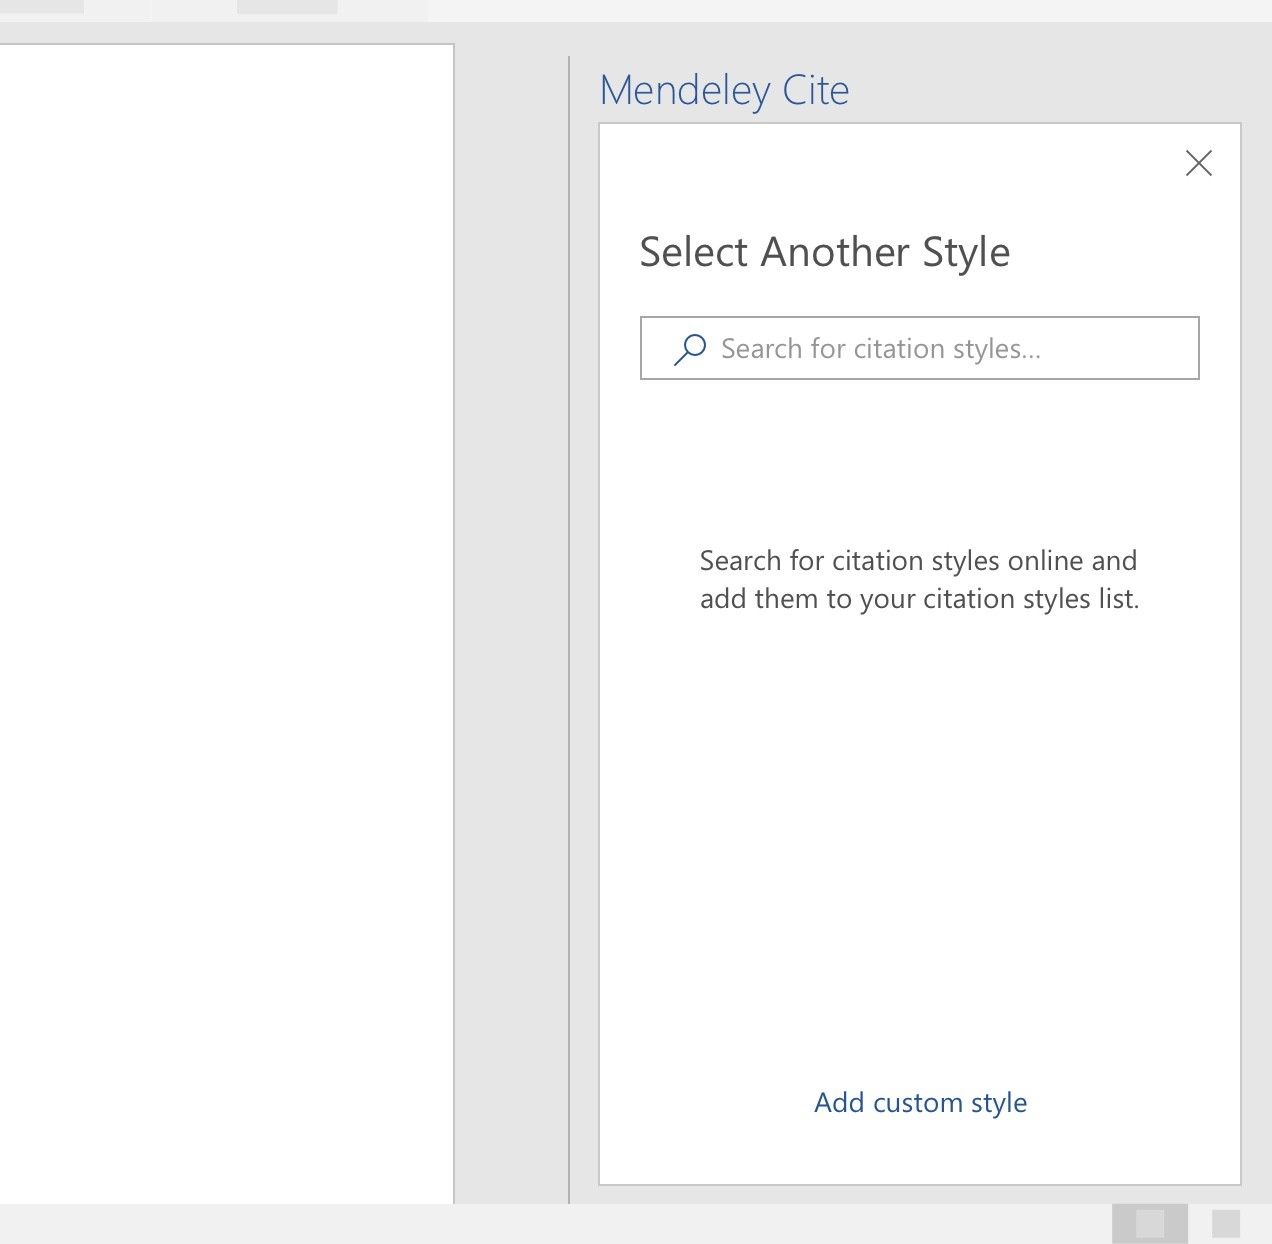 Mendeley Cite
Select Another Style
Search for citation styles...
Search for citation styles online and
add them to your citation styles list.
Add custom style